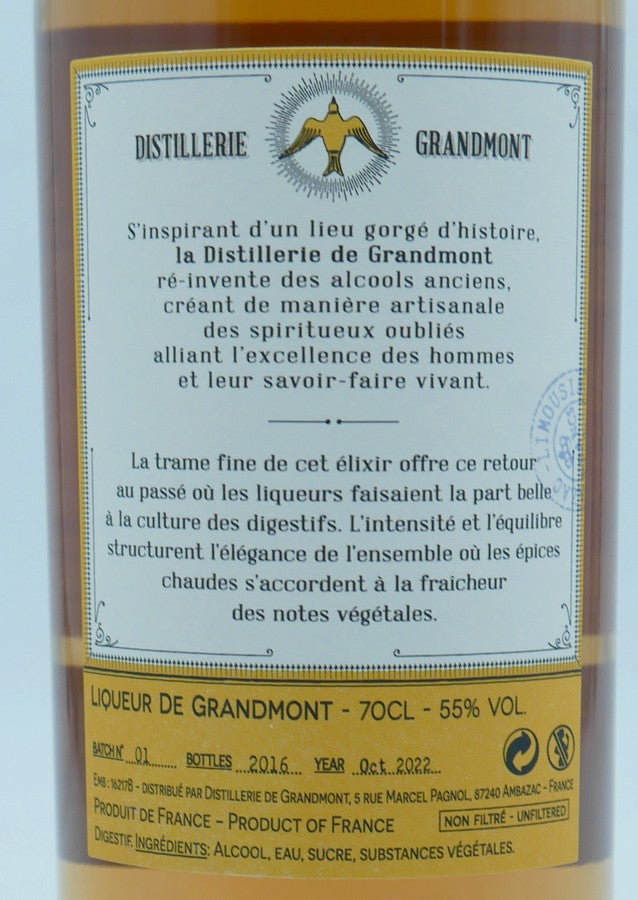 DISTILLERIE GRANDMONT
S'inspirant d'un lieu gorgé d'histoire,
la Distillerie de Grandmont
ré-invente des alcools anciens,
créant de manière artisanale
des spiritueux oubliés
alliant l'excellence des hommes
et leur savoir-faire vivant.
La trame fine de cet élixir offre ce retour
au passé où les liqueurs faisaient la part belle
à la culture des digestifs. L'intensité et l'équilibre
structurent l'élégance de l'ensemble où les épices
chaudes s'accordent à la fraîcheur
des notes végétales.
LIQUEUR DE GRANDMONT - 70CL - 55% VOL.
BATCH N° 01 BOTTLES 2016 YEAR Oct 2022
EMB : 16217B - DISTRIBUÉ PAR DISTILLERIE DE GRANDMONT, 5 RUE MARCEL PAGNOL, 87240 AMBAZAC - FRANCE
PRODUIT DE FRANCE - PRODUCT OF FRANCE
NON FILTRÉ - UNFILTERED
DIGESTIF. INGRÉDIENTS: ALCOOL, EAU, SUCRE, SUBSTANCES VÉGÉTALES.
LIMOUSI